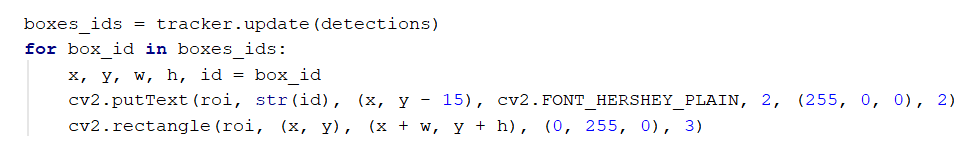 boxes_ids = tracker.update(detections)
for box_id in boxes_ids:
    x, y, w, h, id = box_id
    cv2.putText(roi, str(id), (x, y - 15), cv2.FONT_HERSHEY_PLAIN, 2, (255, 0, 0), 2)
    cv2.rectangle(roi, (x, y), (x + w, y + h), (0, 255, 0), 3)